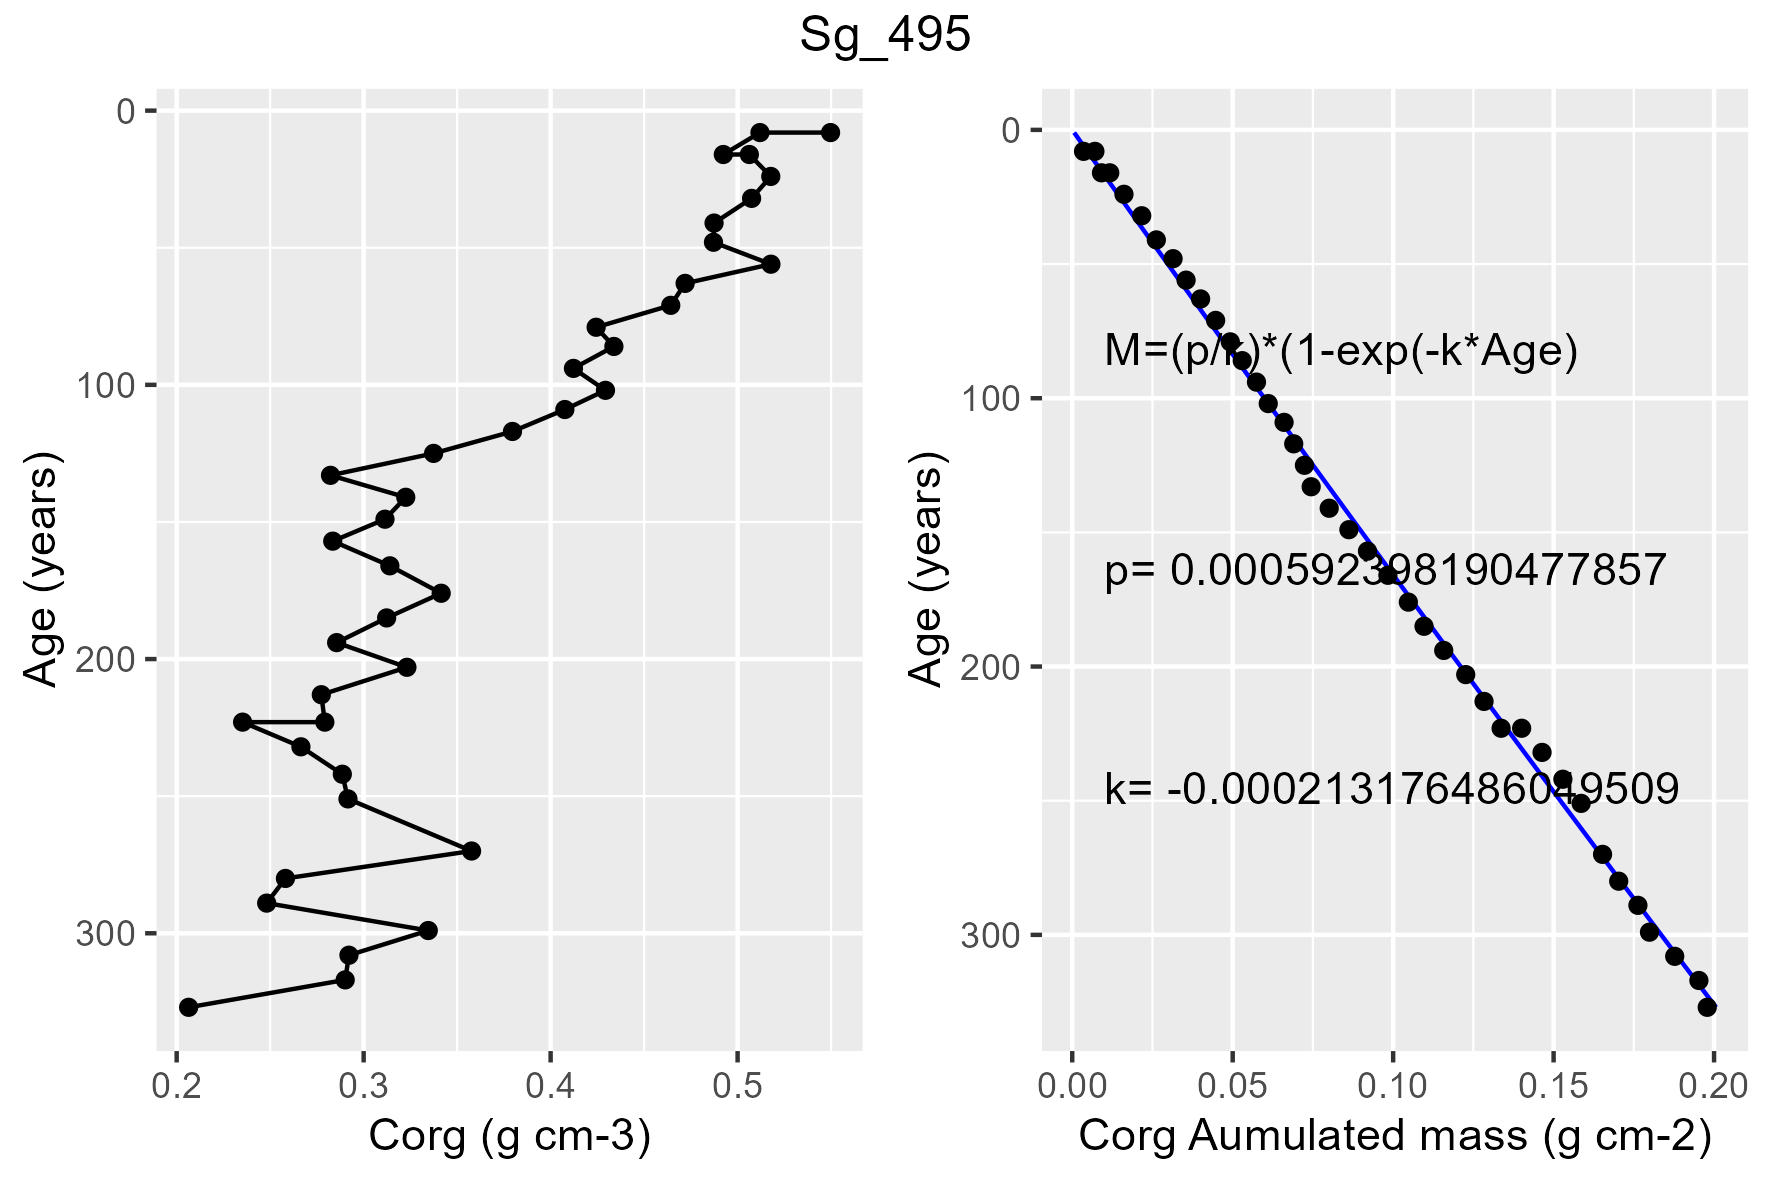 Sg_495
Age (years)
0
100
200
300
0.2 0.3 0.4 0.5
Corg (g cm-3)
Age (years)
0
100
200
300
M=(p/k)*(1-exp(-k*Age)
p= 0.000592398190477857
k= -0.000213176486049509
0.00 0.05 0.10 0.15 0.20
Corg Aumulated mass (g cm-2)